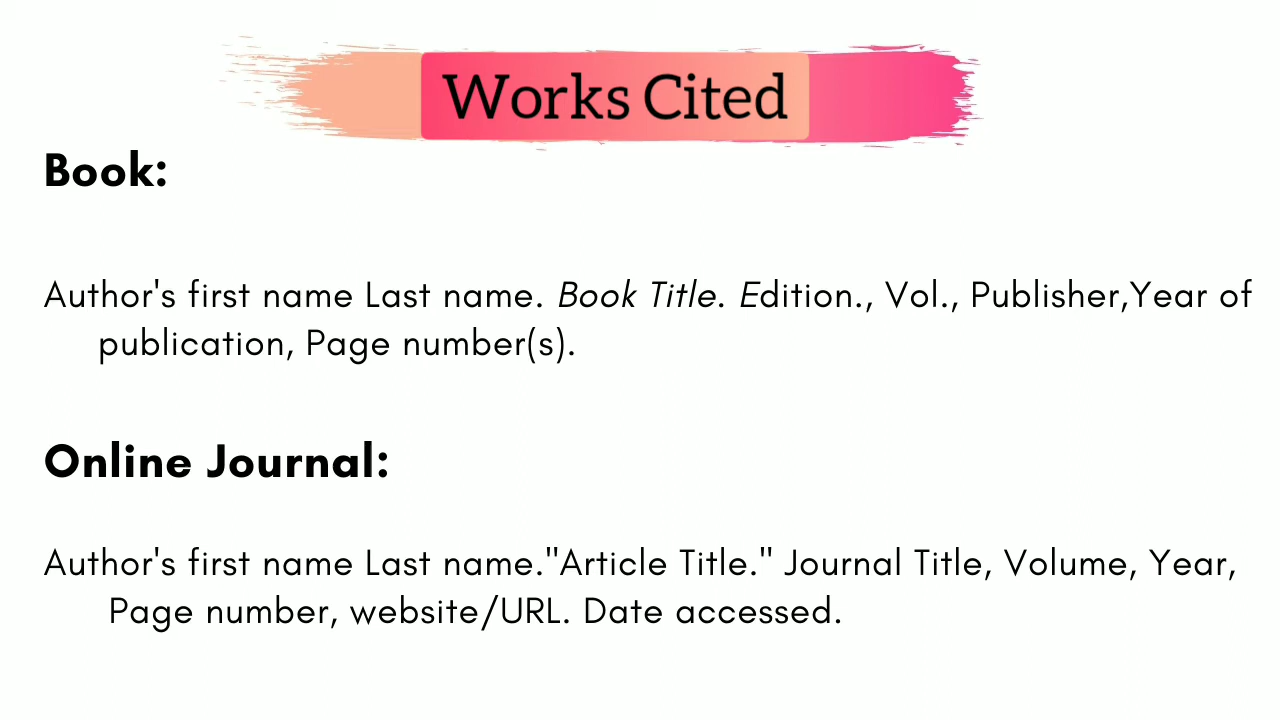 Works Cited
Book:
Author's first name Last name. Book Title. Edition., Vol., Publisher,Year of
publication, Page number(s).
Online Journal:
Author's first name Last name."Article Title." Journal Title, Volume, Year,
Page number, website/URL. Date accessed.